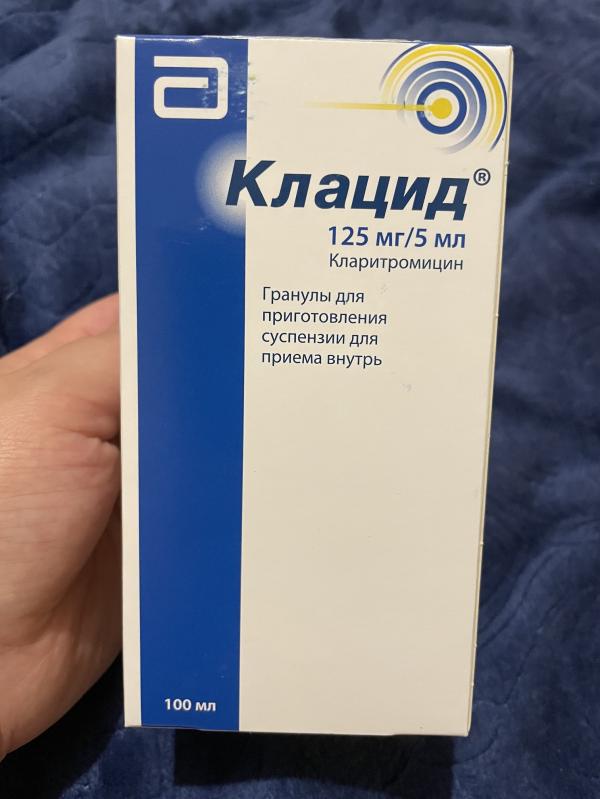 Клацид®
125 мг/5 мл
Кларитромицин
Гранулы для
приготовления
суспензии для
приема внутрь
100 мл